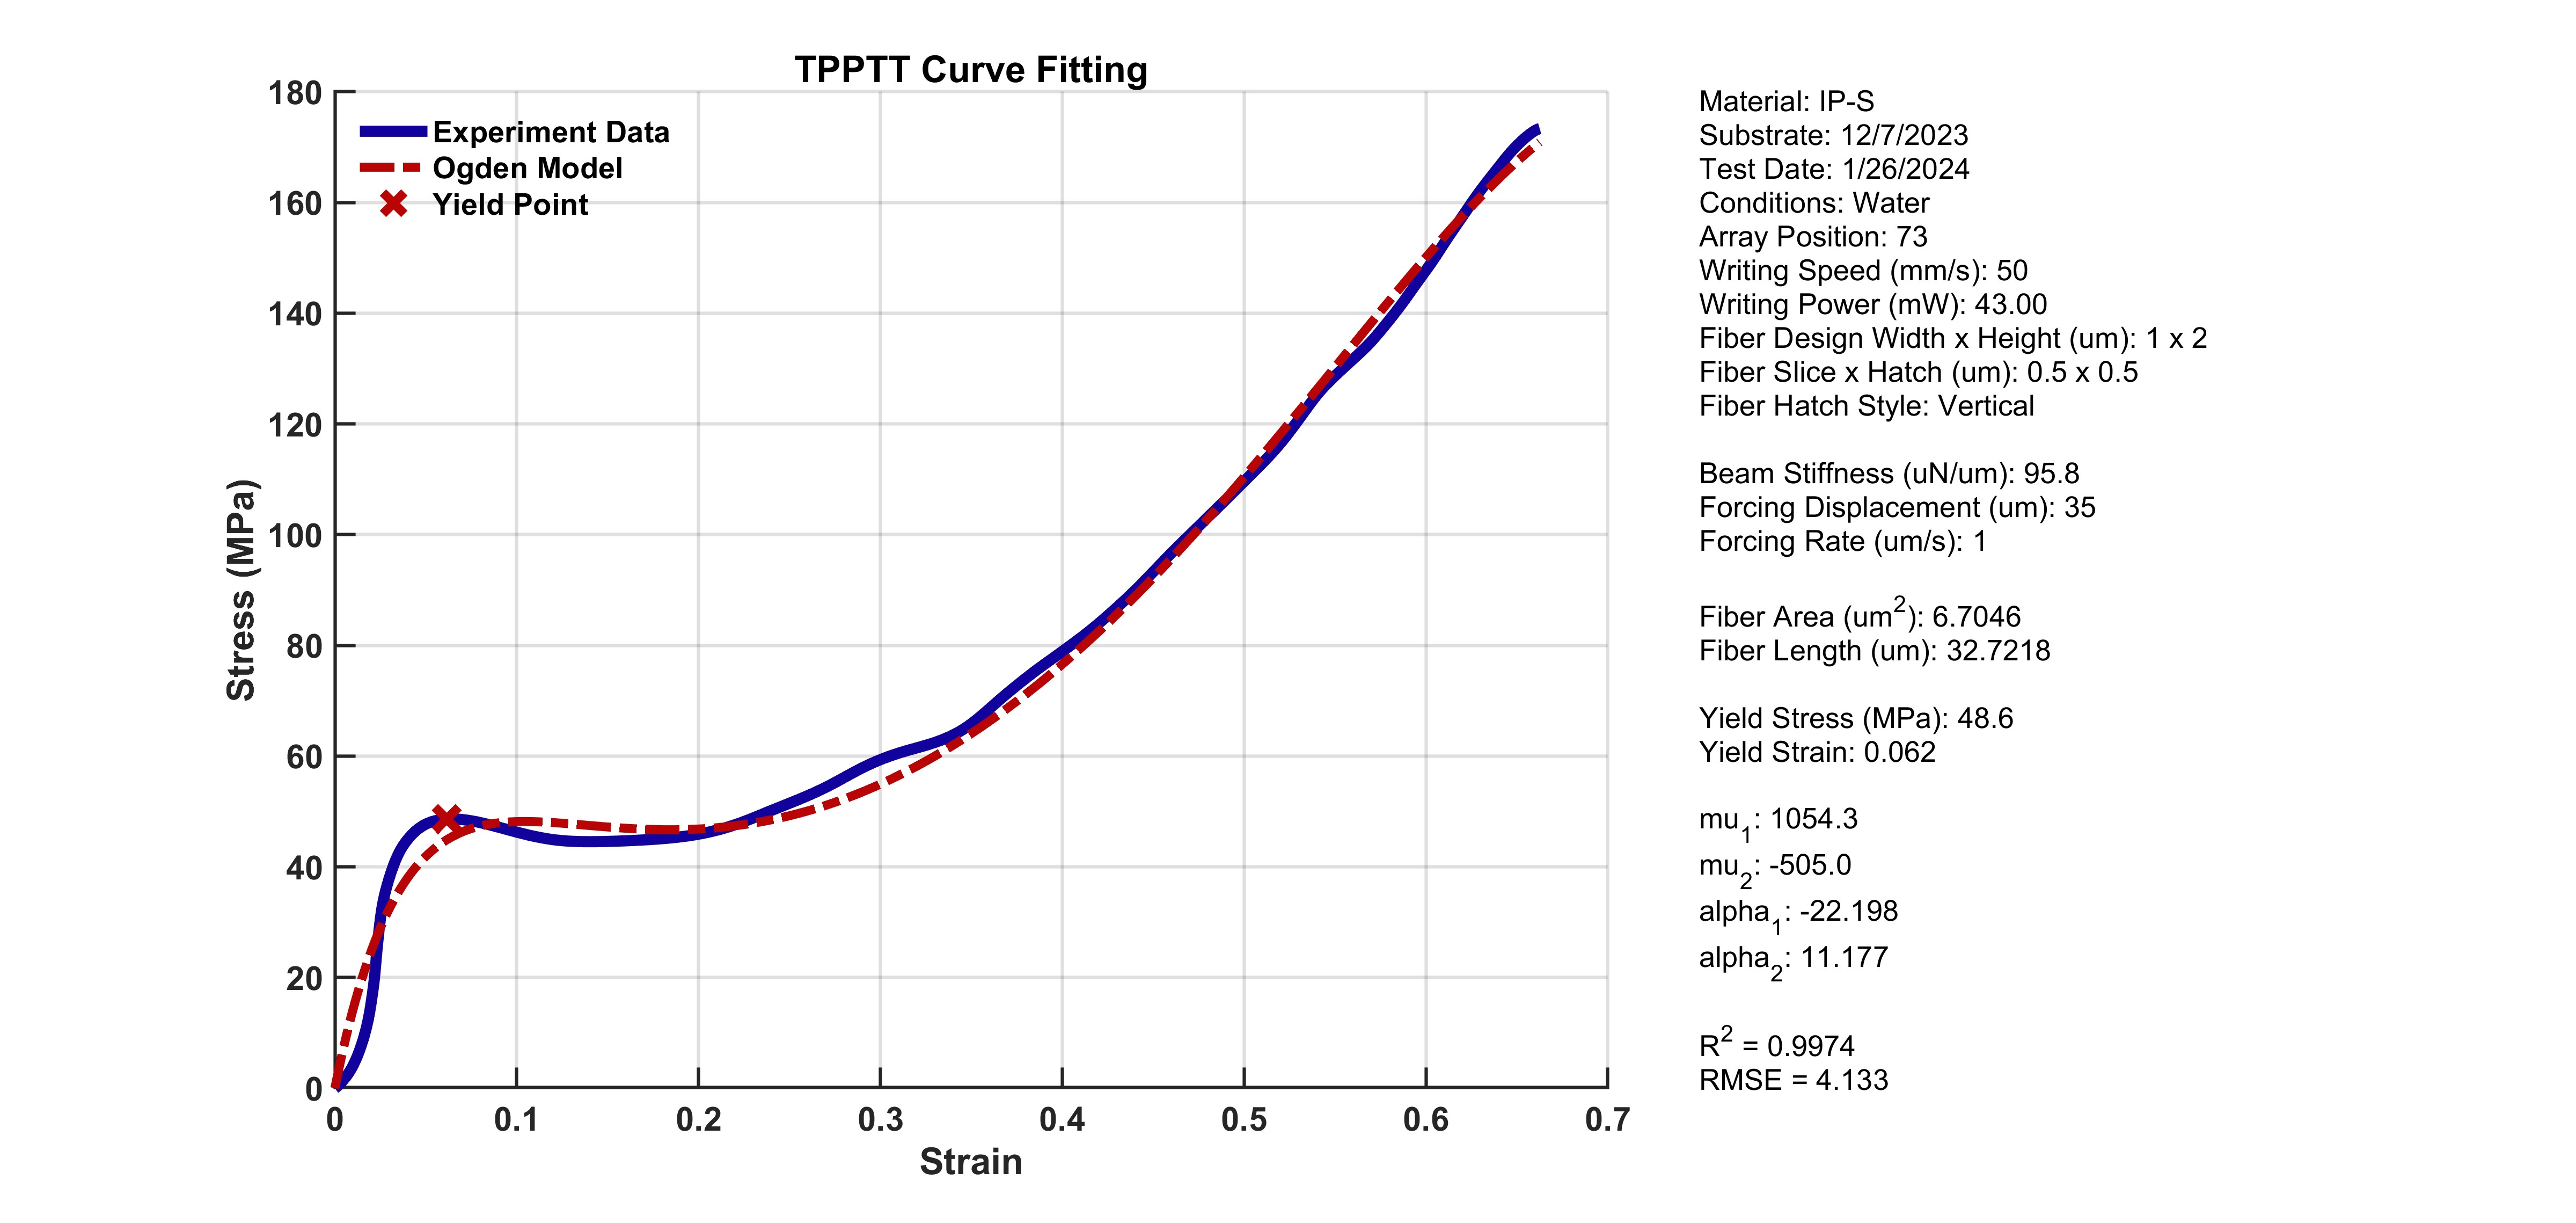 TPPTT Curve Fitting
180
160
140
120
100
80
60
40
20
0
Stress (MPa)
Experiment Data
Ogden Model
Yield Point
0 0.1 0.2 0.3 0.4 0.5 0.6 0.7
Strain
Material: IP-S
Substrate: 12/7/2023
Test Date: 1/26/2024
Conditions: Water
Array Position: 73
Writing Speed (mm/s): 50
Writing Power (mW): 43.00
Fiber Design Width x Height (um): 1 x 2
Fiber Slice x Hatch (um): 0.5 x 0.5
Fiber Hatch Style: Vertical
Beam Stiffness (uN/um): 95.8
Forcing Displacement (um): 35
Forcing Rate (um/s): 1
Fiber Area (um²): 6.7046
Fiber Length (um): 32.7218
Yield Stress (MPa): 48.6
Yield Strain: 0.062
mu₁: 1054.3
mu₂: -505.0
alpha₁: -22.198
alpha₂: 11.177
R² = 0.9974
RMSE = 4.133